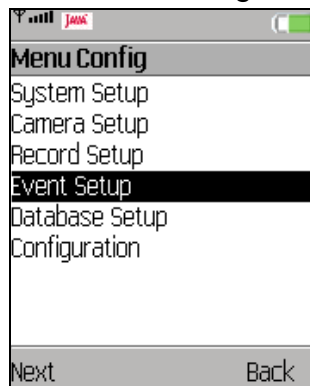 JAVA
Menu Config
System Setup
Camera Setup
Record Setup
Event Setup
Database Setup
Configuration
Next Back